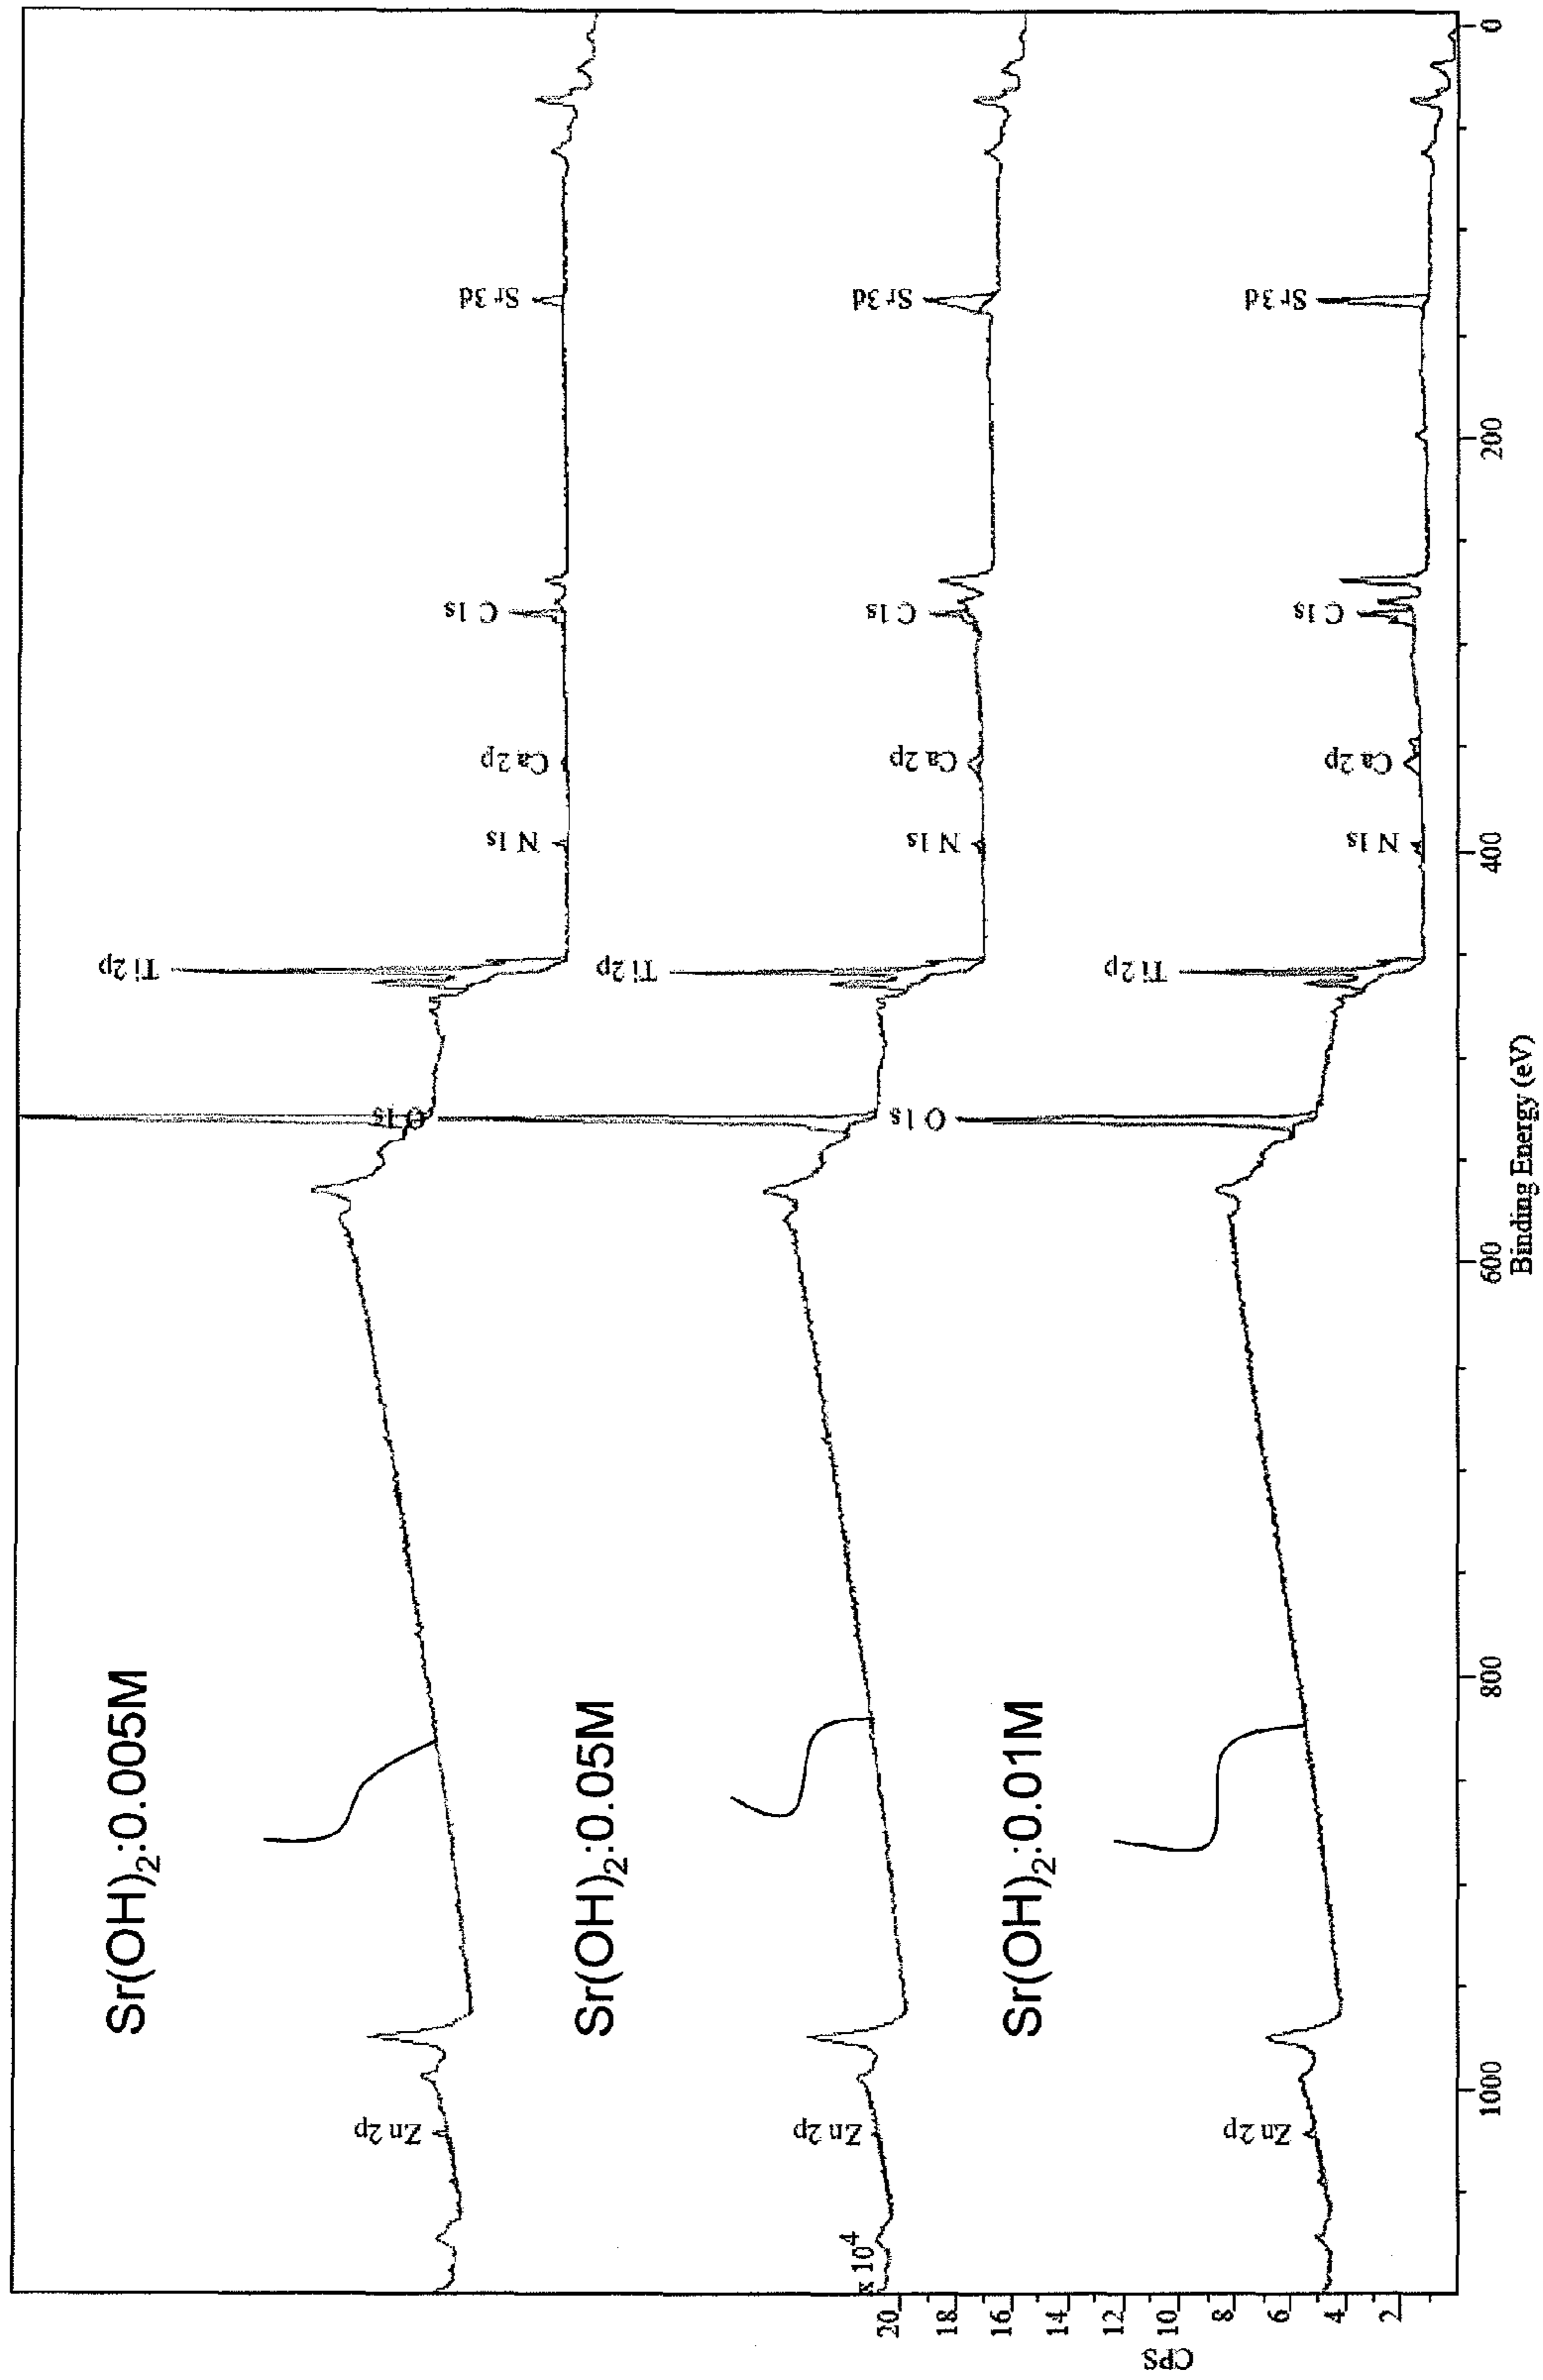 Sr(OH)₂:0.005M
Zn 2p
O 1s
Ti 2p
N 1s
Ca 2p
C 1s
Sr 3d
Sr(OH)₂:0.05M
Zn 2p
O 1s
Ti 2p
N 1s
Ca 2p
C 1s
Sr 3d
Sr(OH)₂:0.01M
Zn 2p
Ti 2p
N 1s
Ca 2p
C 1s
Sr 3d
x 10⁴
20
18
16
14
12
10
8
6
4
2
CPS
1000
800
600
400
200
0
Binding Energy (eV)